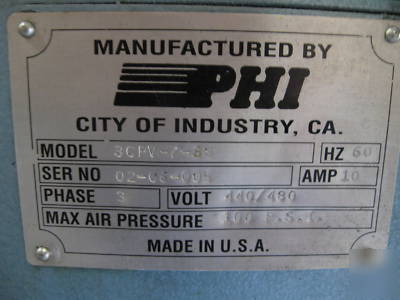 MANUFACTURED BY
PHI
CITY OF INDUSTRY, CA.
MODEL HZ 60
SER NO AMP 10
PHASE 3 VOLT 440/480
MAX AIR PRESSURE 100 P.S.I.
MADE IN U.S.A.